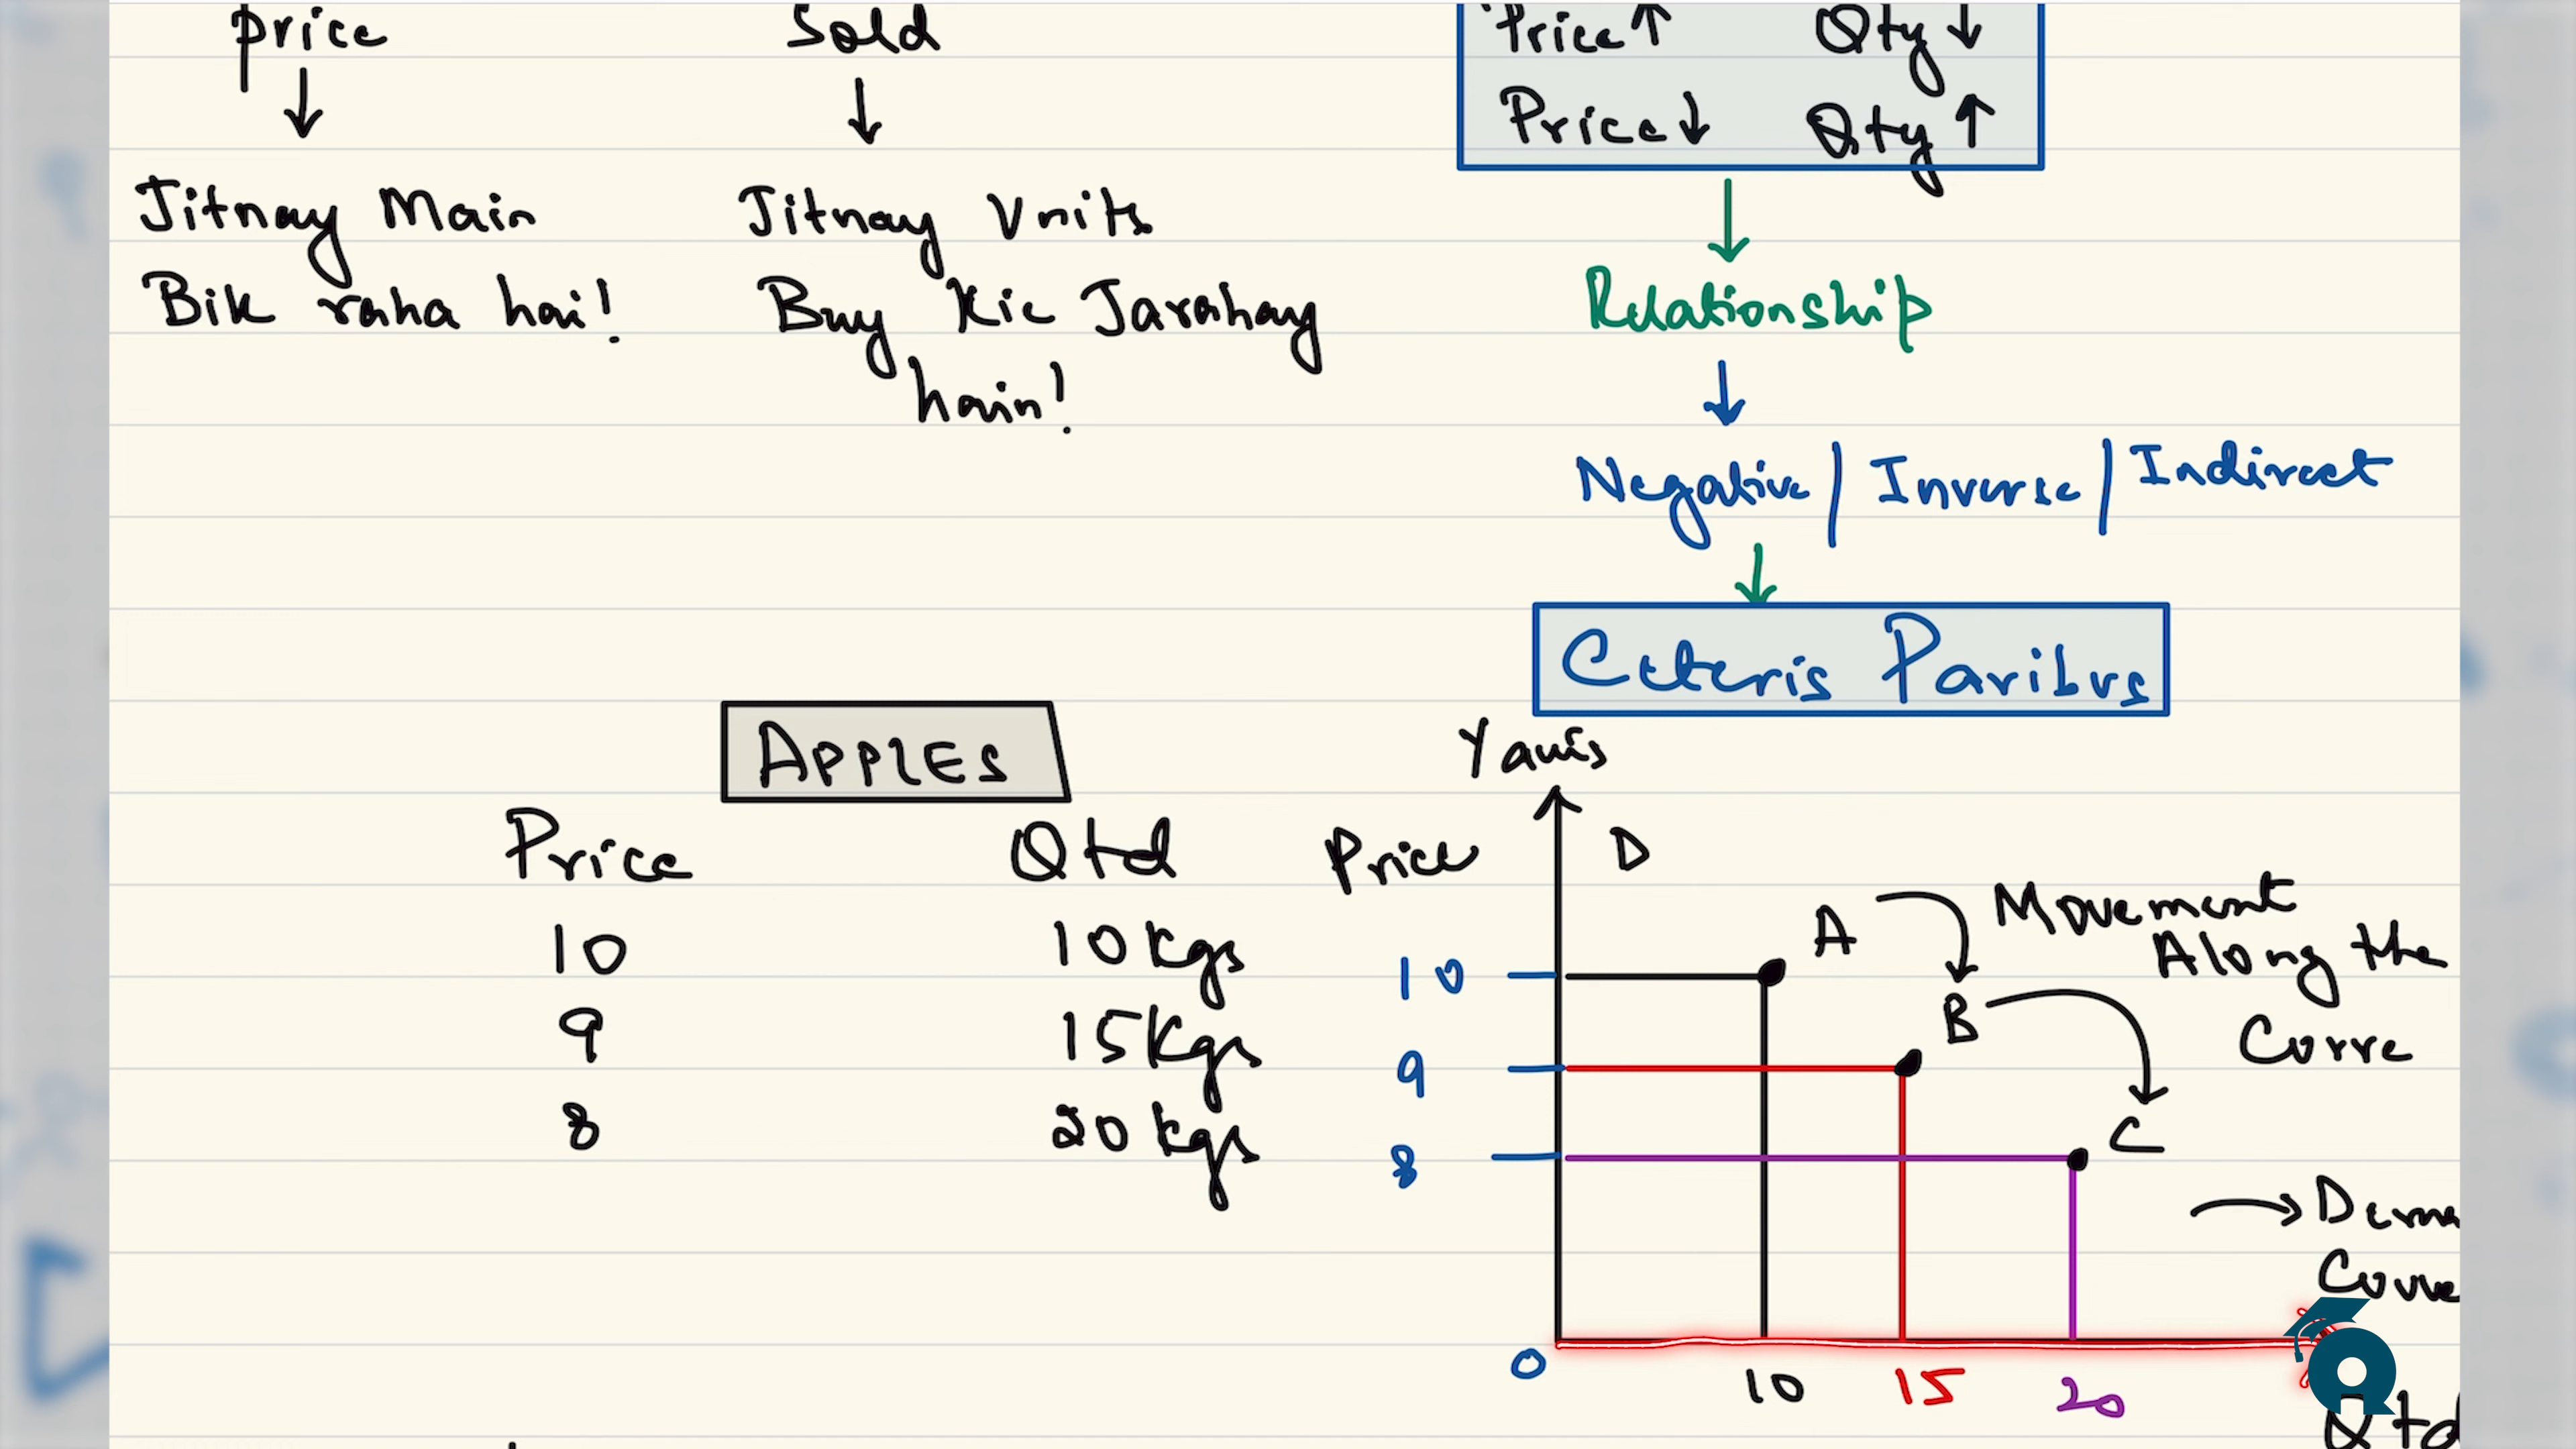 Price
Sold
Price↑ Qty↓
Price↓ Qty↑
Jitnay Main
Bik raha hai!
Jitnay Units
Buy Kie Jarahay
hain!
Relationship
Negative / Inverse / Indirect
Ceteris Paribus
APPLES
Price Qtd
10 10 kgs
9 15 kgs
8 20 kgs
Y axis
Price
D
A
Movement
Along the
Curve
B
C
10
9
8
0
10 15 20
Qtd